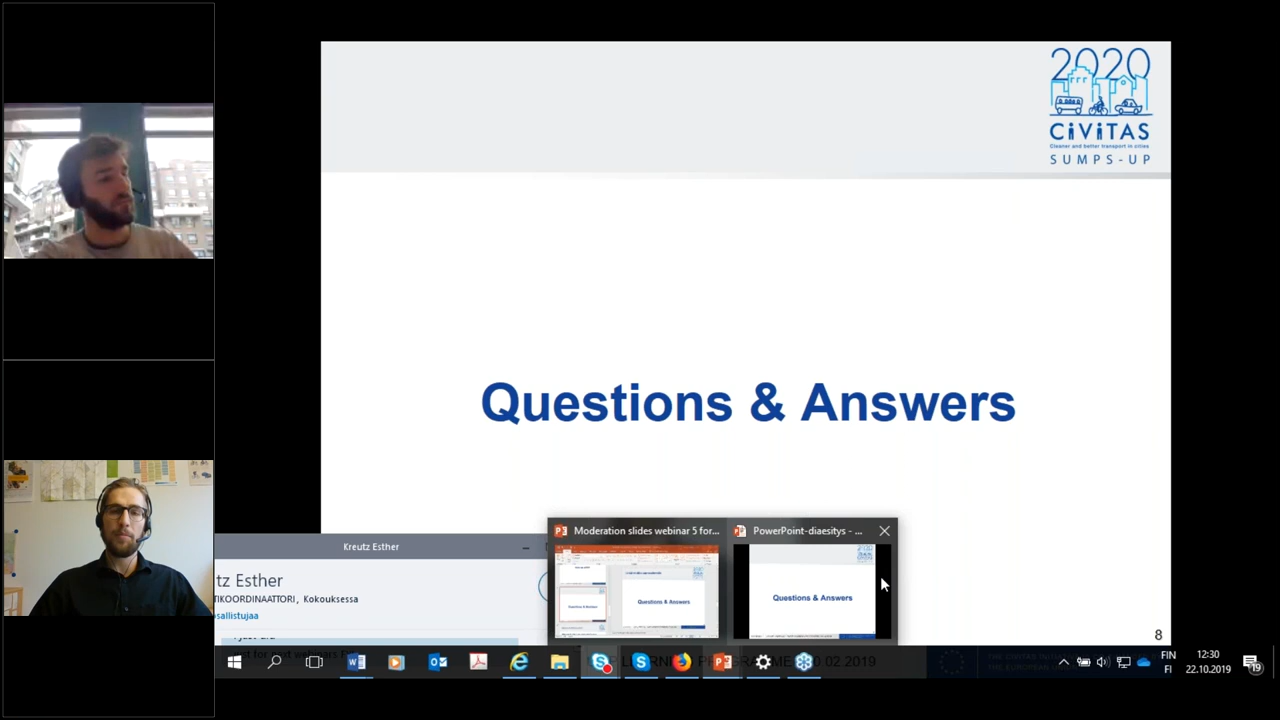 2020
CiViTAS
Cleaner and better transport in cities
SUMPS-UP
Questions & Answers
8
Kreutz Esther
tz Esther
TIKOORDINAATTORI, Kokouksessa
osallistujaa
Moderation slides webinar 5 for...
PowerPoint-diaesitys - ...
Questions & Answers
Questions & Answers
FIN
FI
12:30
22.10.2019
19